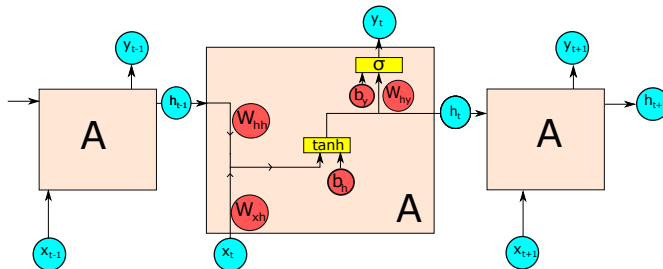 y_t
y_{t-1}
y_{t+1}
σ
b_y
W_{hy}
h_{t-1}
h_t
h_{t+
W_{hh}
A
A
tanh
b_h
W_{xh}
A
x_{t-1}
x_t
x_{t+1}